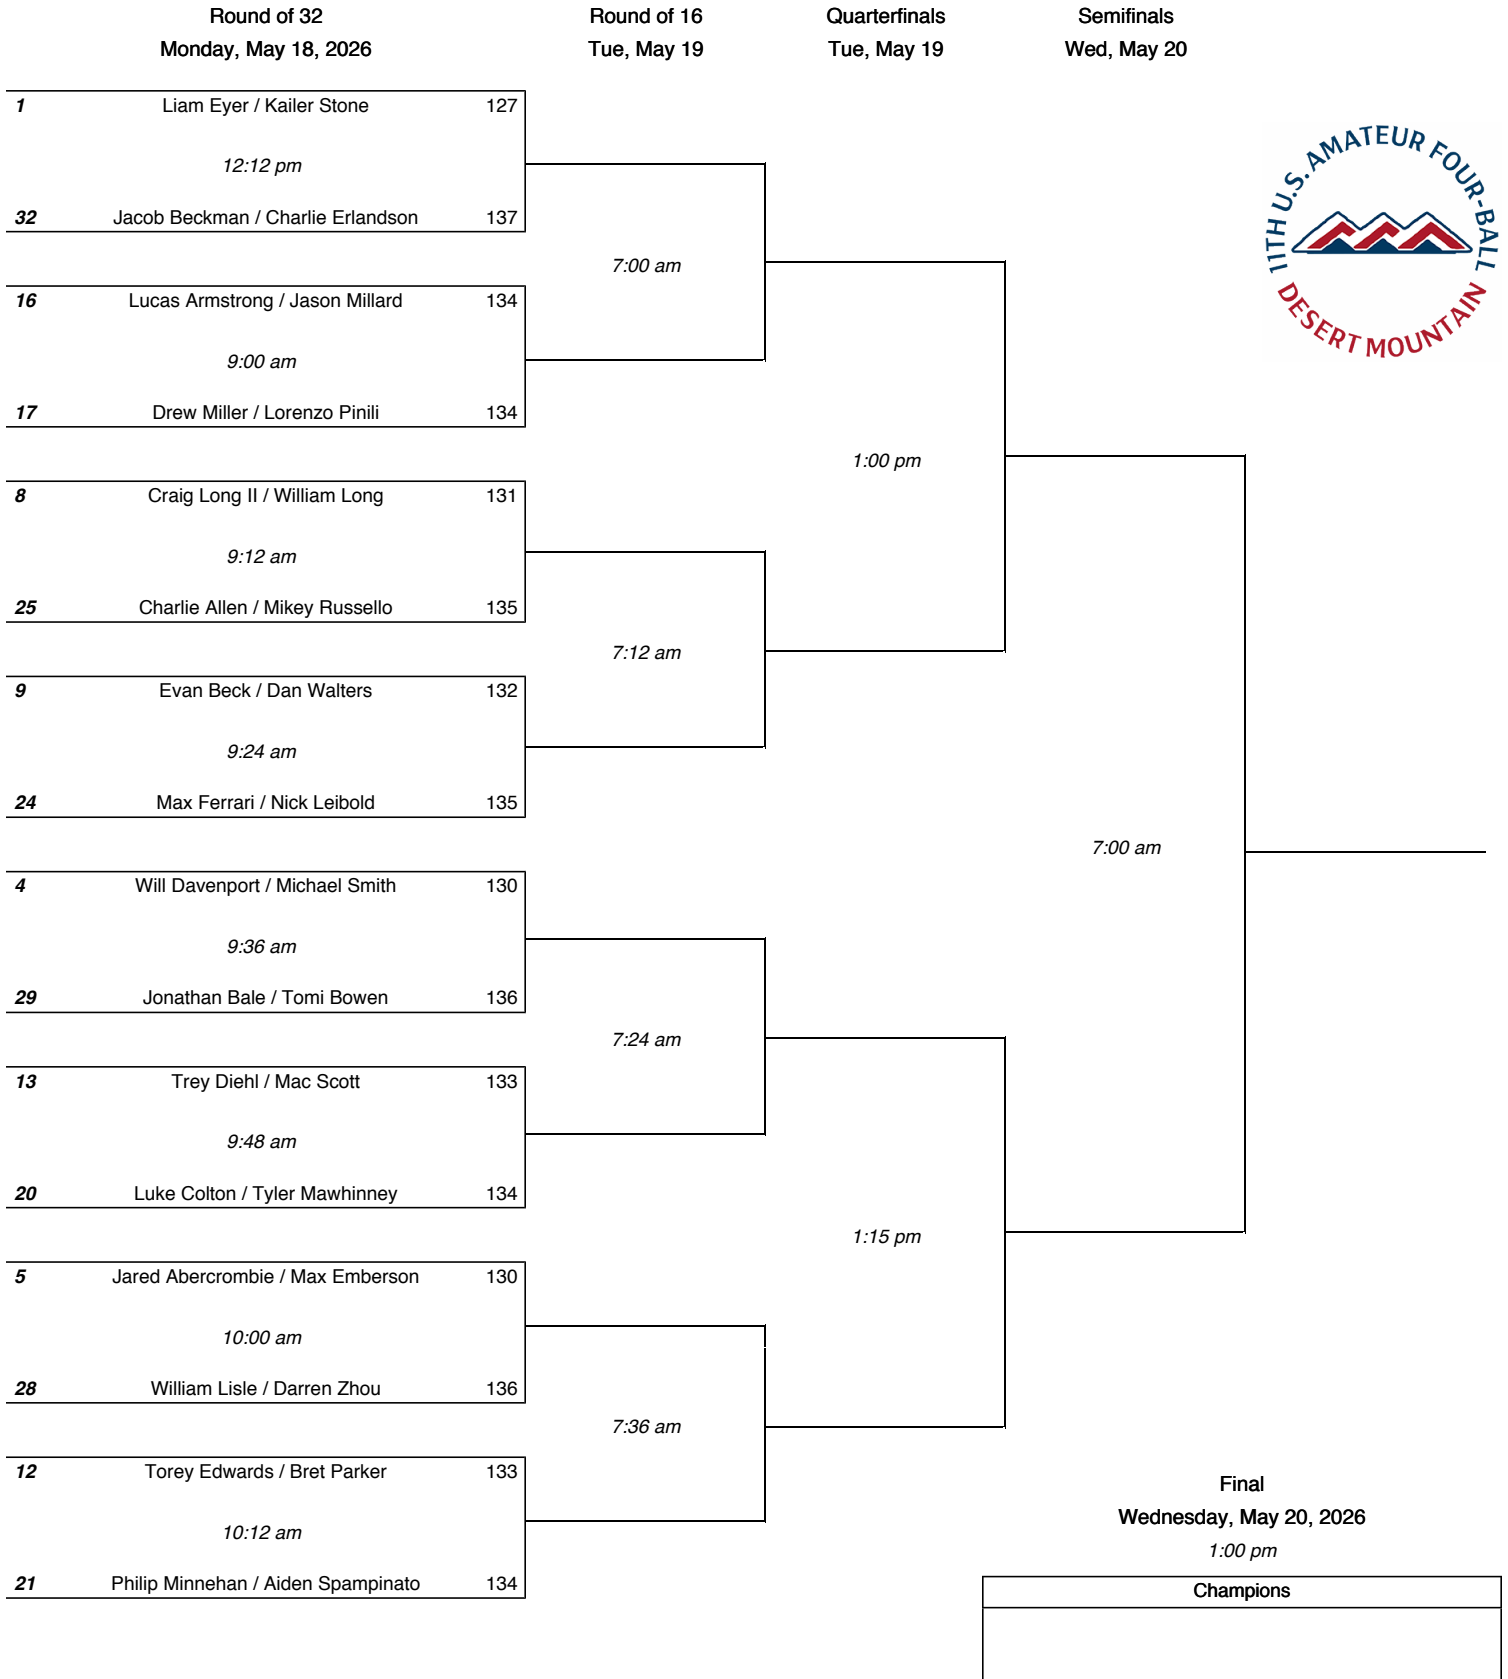 Round of 32 Round of 16 Quarterfinals Semifinals
Monday, May 18, 2026 Tue, May 19 Tue, May 19 Wed, May 20
11TH U.S. AMATEUR FOUR-BALL
DESERT MOUNTAIN
1 Liam Eyer / Kailer Stone 127
12:12 pm
32 Jacob Beckman / Charlie Erlandson 137
7:00 am
16 Lucas Armstrong / Jason Millard 134
9:00 am
17 Drew Miller / Lorenzo Pinili 134
1:00 pm
8 Craig Long II / William Long 131
9:12 am
25 Charlie Allen / Mikey Russello 135
7:12 am
9 Evan Beck / Dan Walters 132
9:24 am
24 Max Ferrari / Nick Leibold 135
7:00 am
4 Will Davenport / Michael Smith 130
9:36 am
29 Jonathan Bale / Tomi Bowen 136
7:24 am
13 Trey Diehl / Mac Scott 133
9:48 am
20 Luke Colton / Tyler Mawhinney 134
1:15 pm
5 Jared Abercrombie / Max Emberson 130
10:00 am
28 William Lisle / Darren Zhou 136
7:36 am
12 Torey Edwards / Bret Parker 133
10:12 am
21 Philip Minnehan / Aiden Spampinato 134
Final
Wednesday, May 20, 2026
1:00 pm
Champions